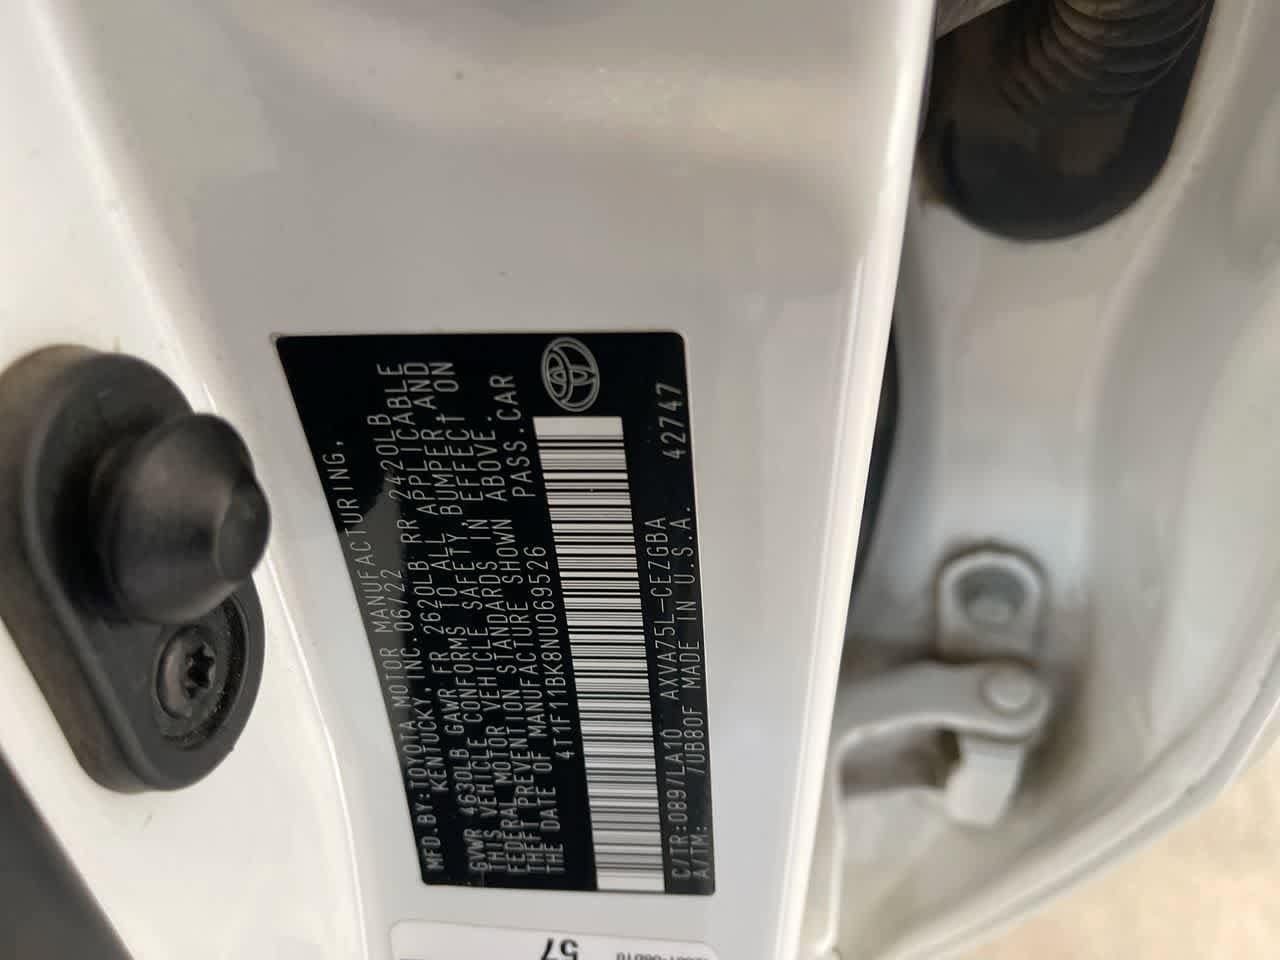 MFD.BY:TOYOTA MOTOR MANUFACTURING,
KENTUCKY, INC. 06/22
GVWR 4630LB GAWR FR 2620LB RR 2420LB
THIS VEHICLE CONFORMS TO ALL APPLICABLE
FEDERAL MOTOR VEHICLE SAFETY, BUMPER, AND
THEFT PREVENTION STANDARDS IN EFFECT ON
THE DATE OF MANUFACTURE SHOWN ABOVE.
4T1F11BK8NU069526 PASS.CAR
C/TR:089/LA10 AXVA75L-CEZGBA
A/TM: /UB80F MADE IN U.S.A. 42747
57